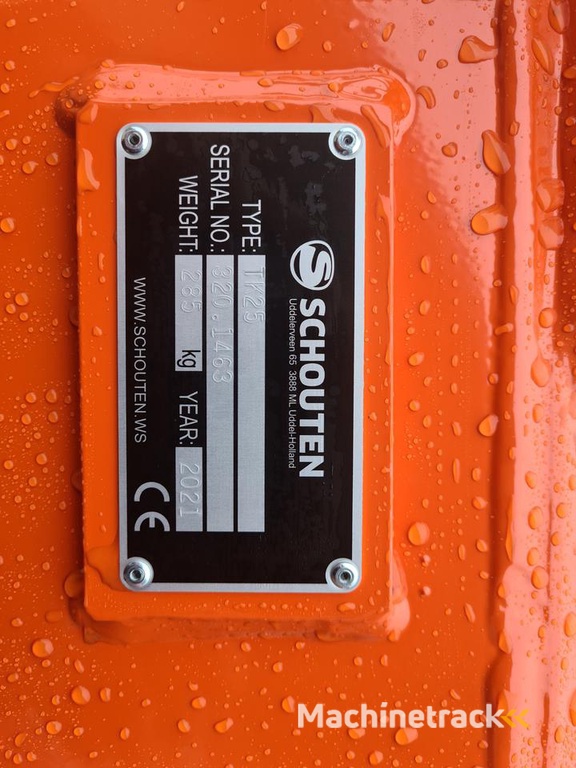 SCHOUTEN
Uddelerveen 65 3888 ML Uddel-Holland
TYPE: TV25
SERIAL NO.: 320.1463
WEIGHT: 285 kg YEAR: 2021
WWW.SCHOUTEN.WS
CE
Machinetrack